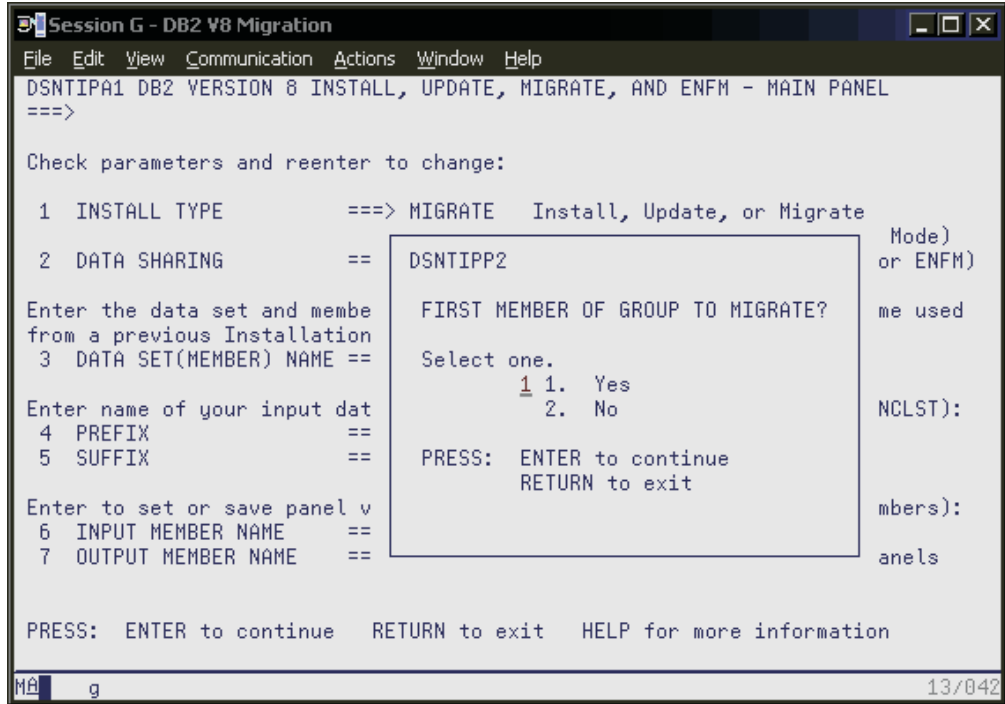 Session G - DB2 V8 Migration
File Edit View Communication Actions Window Help
DSNTIPA1 DB2 VERSION 8 INSTALL, UPDATE, MIGRATE, AND ENFM - MAIN PANEL
===>
Check parameters and reenter to change:
1 INSTALL TYPE ===> MIGRATE Install, Update, or Migrate
Mode)
2 DATA SHARING == or ENFM)
Enter the data set and membe me used
from a previous Installation
3 DATA SET(MEMBER) NAME ==
Enter name of your input dat NCLST):
4 PREFIX ==
5 SUFFIX ==
Enter to set or save panel v mbers):
6 INPUT MEMBER NAME ==
7 OUTPUT MEMBER NAME == anels
DSNTIPP2
FIRST MEMBER OF GROUP TO MIGRATE?
Select one.
1 1. Yes
2. No
PRESS: ENTER to continue
RETURN to exit
PRESS: ENTER to continue RETURN to exit HELP for more information
MA g 13/042